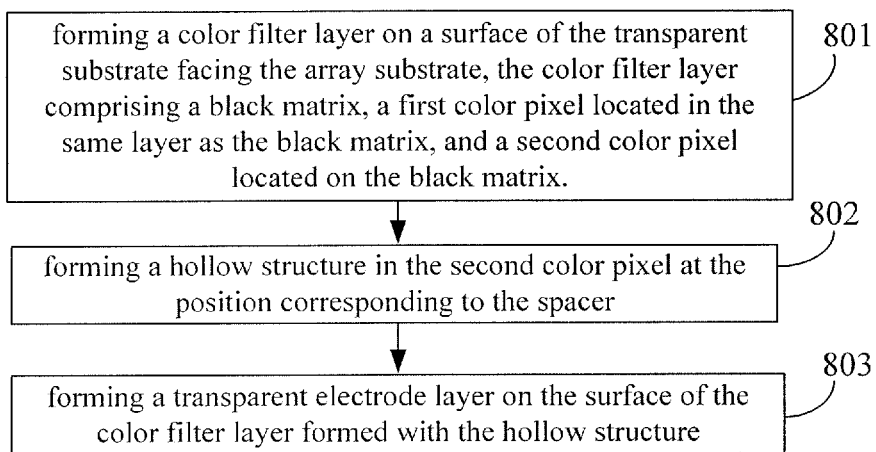 forming a color filter layer on a surface of the transparent
substrate facing the array substrate, the color filter layer
comprising a black matrix, a first color pixel located in the
same layer as the black matrix, and a second color pixel
located on the black matrix.
801
forming a hollow structure in the second color pixel at the
position corresponding to the spacer
802
forming a transparent electrode layer on the surface of the
color filter layer formed with the hollow structure
803